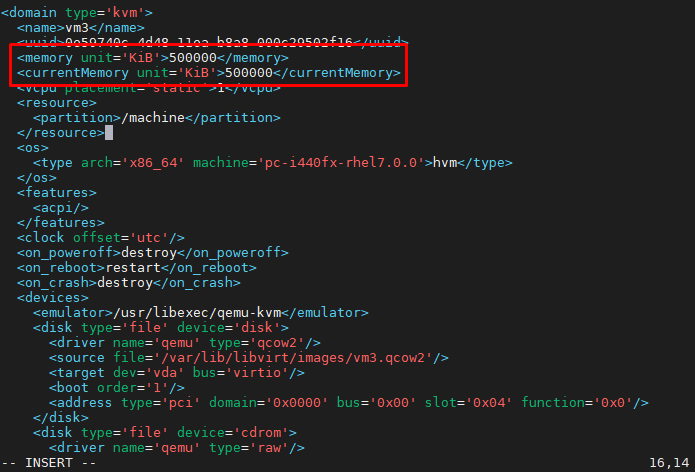 <domain type='kvm'>
  <name>vm3</name>
  <uuid>0e59740c-4d48-11ea-b8a8-000c29502f16</uuid>
  <memory unit='KiB'>500000</memory>
  <currentMemory unit='KiB'>500000</currentMemory>
  <vcpu placement='static'>1</vcpu>
  <resource>
    <partition>/machine</partition>
  </resource>
  <os>
    <type arch='x86_64' machine='pc-i440fx-rhel7.0.0'>hvm</type>
  </os>
  <features>
    <acpi/>
  </features>
  <clock offset='utc'/>
  <on_poweroff>destroy</on_poweroff>
  <on_reboot>restart</on_reboot>
  <on_crash>destroy</on_crash>
  <devices>
    <emulator>/usr/libexec/qemu-kvm</emulator>
    <disk type='file' device='disk'>
      <driver name='qemu' type='qcow2'/>
      <source file='/var/lib/libvirt/images/vm3.qcow2'/>
      <target dev='vda' bus='virtio'/>
      <boot order='1'/>
      <address type='pci' domain='0x0000' bus='0x00' slot='0x04' function='0x0'/>
    </disk>
    <disk type='file' device='cdrom'>
      <driver name='qemu' type='raw'/>
-- INSERT -- 16,14